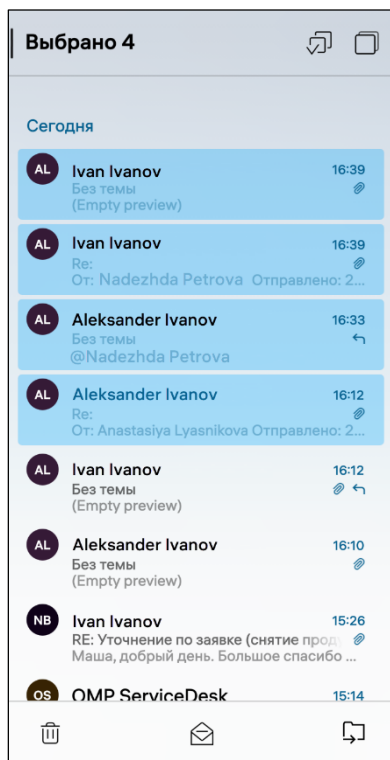 Выбрано 4
Сегодня
AL Ivan Ivanov 16:39
Без темы
(Empty preview)
AL Ivan Ivanov 16:39
Re:
От: Nadezhda Petrova Отправлено: 2...
AL Aleksander Ivanov 16:33
Без темы
@Nadezhda Petrova
AL Aleksander Ivanov 16:12
Re:
От: Anastasiya Lyasnikova Отправлено: 2...
AL Ivan Ivanov 16:12
Без темы
(Empty preview)
AL Aleksander Ivanov 16:10
Без темы
(Empty preview)
NB Ivan Ivanov 15:26
RE: Уточнение по заявке (снятие прод
Маша, добрый день. Большое спасибо ...
OS OMP ServiceDesk 15:14